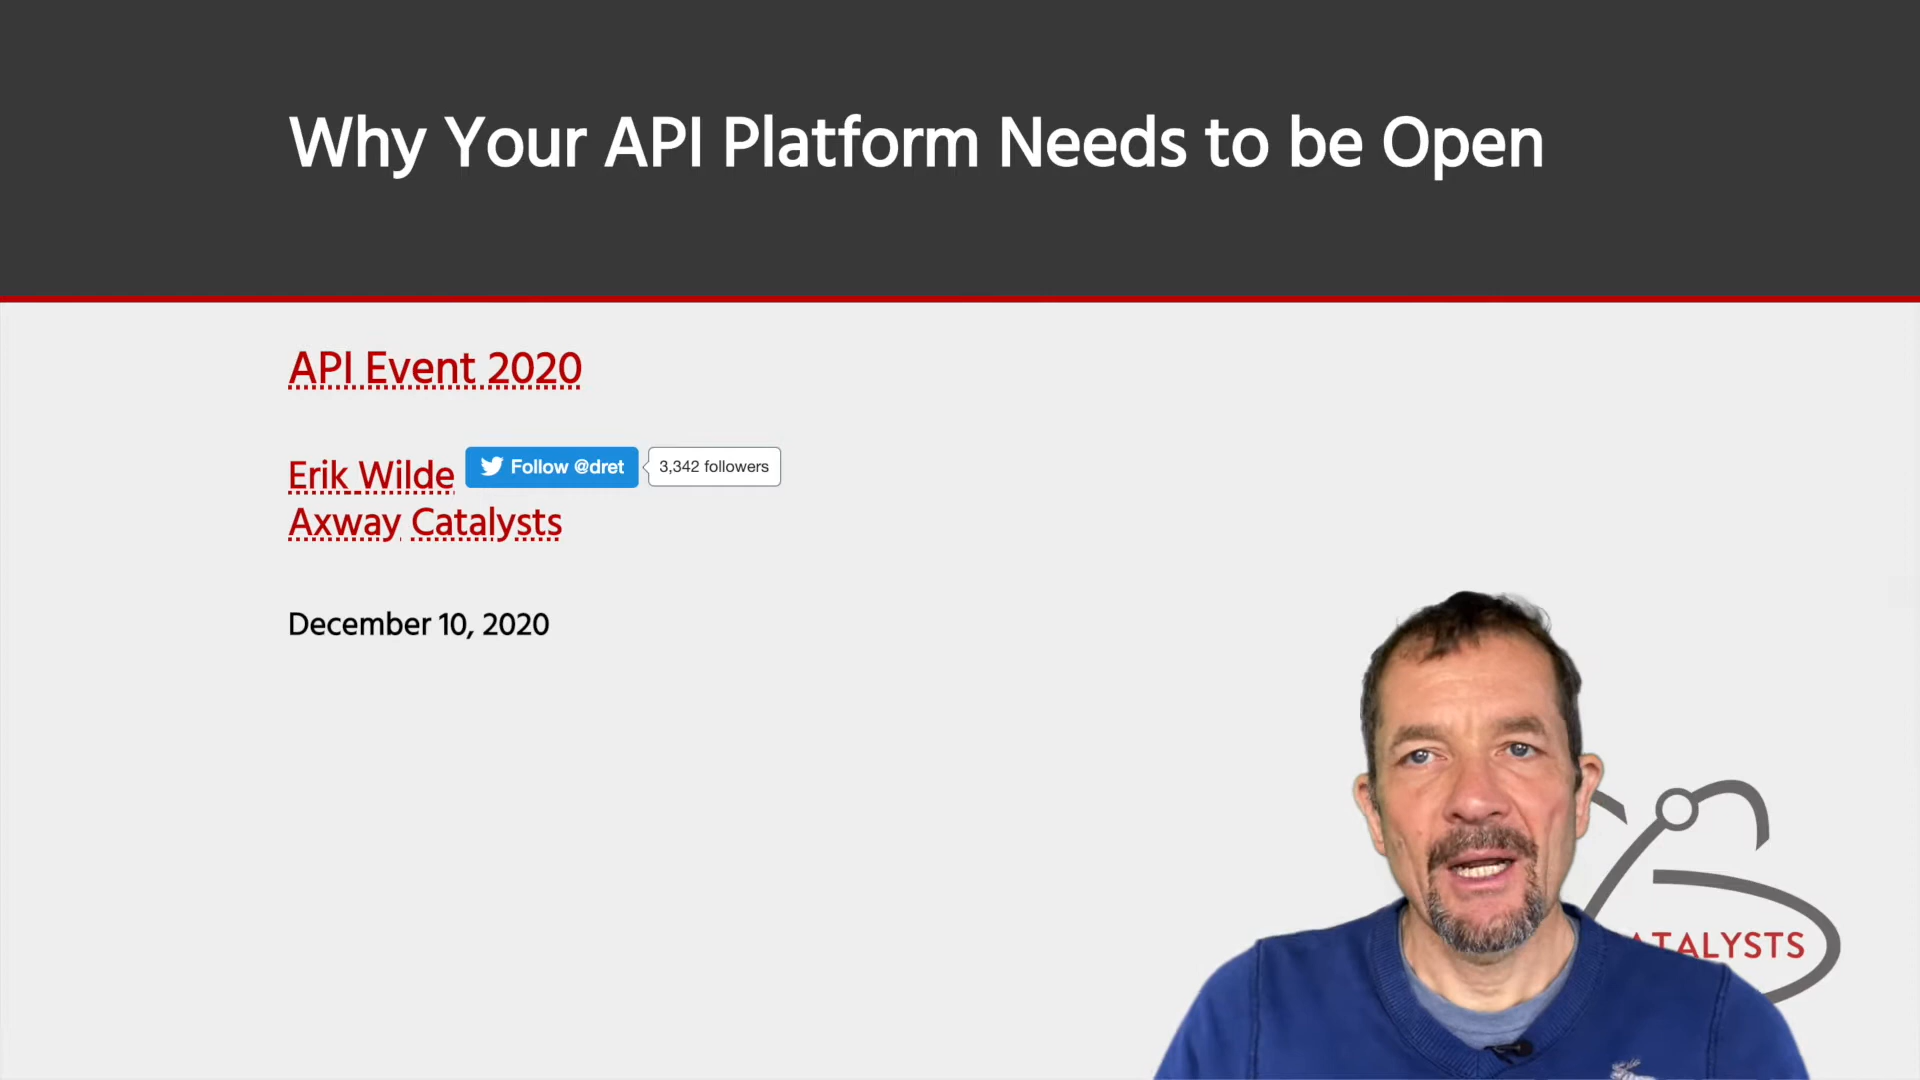 Why Your API Platform Needs to be Open
API Event 2020
Erik Wilde Follow @dret 3,342 followers
Axway Catalysts
December 10, 2020
CATALYSTS